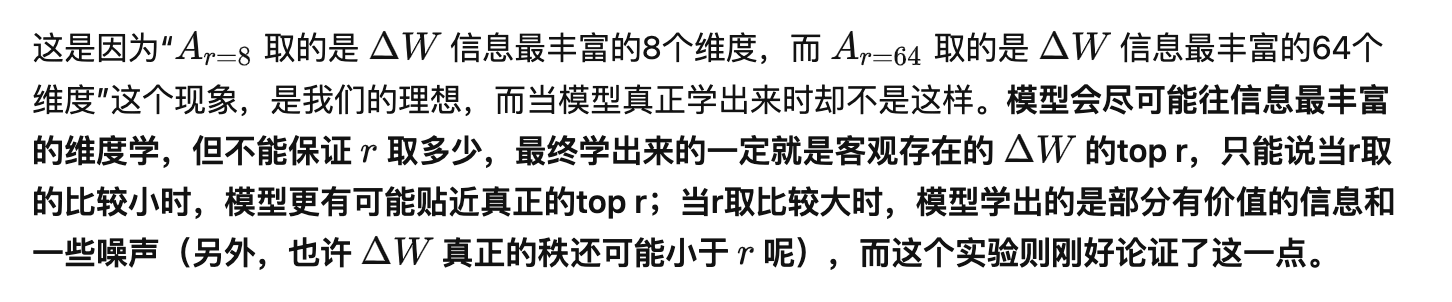 这是因为“A_{r=8} 取的是 ΔW 信息最丰富的8个维度，而 A_{r=64} 取的是 ΔW 信息最丰富的64个
维度”这个现象，是我们的理想，而当模型真正学出来时却不是这样。模型会尽可能往信息最丰富
的维度学，但不能保证 r 取多少，最终学出来的一定就是客观存在的 ΔW 的top r，只能说当r取
的比较小时，模型更有可能贴近真正的top r；当r取比较大时，模型学出的是部分有价值的信息和
一些噪声（另外，也许 ΔW 真正的秩还可能小于 r 呢），而这个实验则刚好论证了这一点。